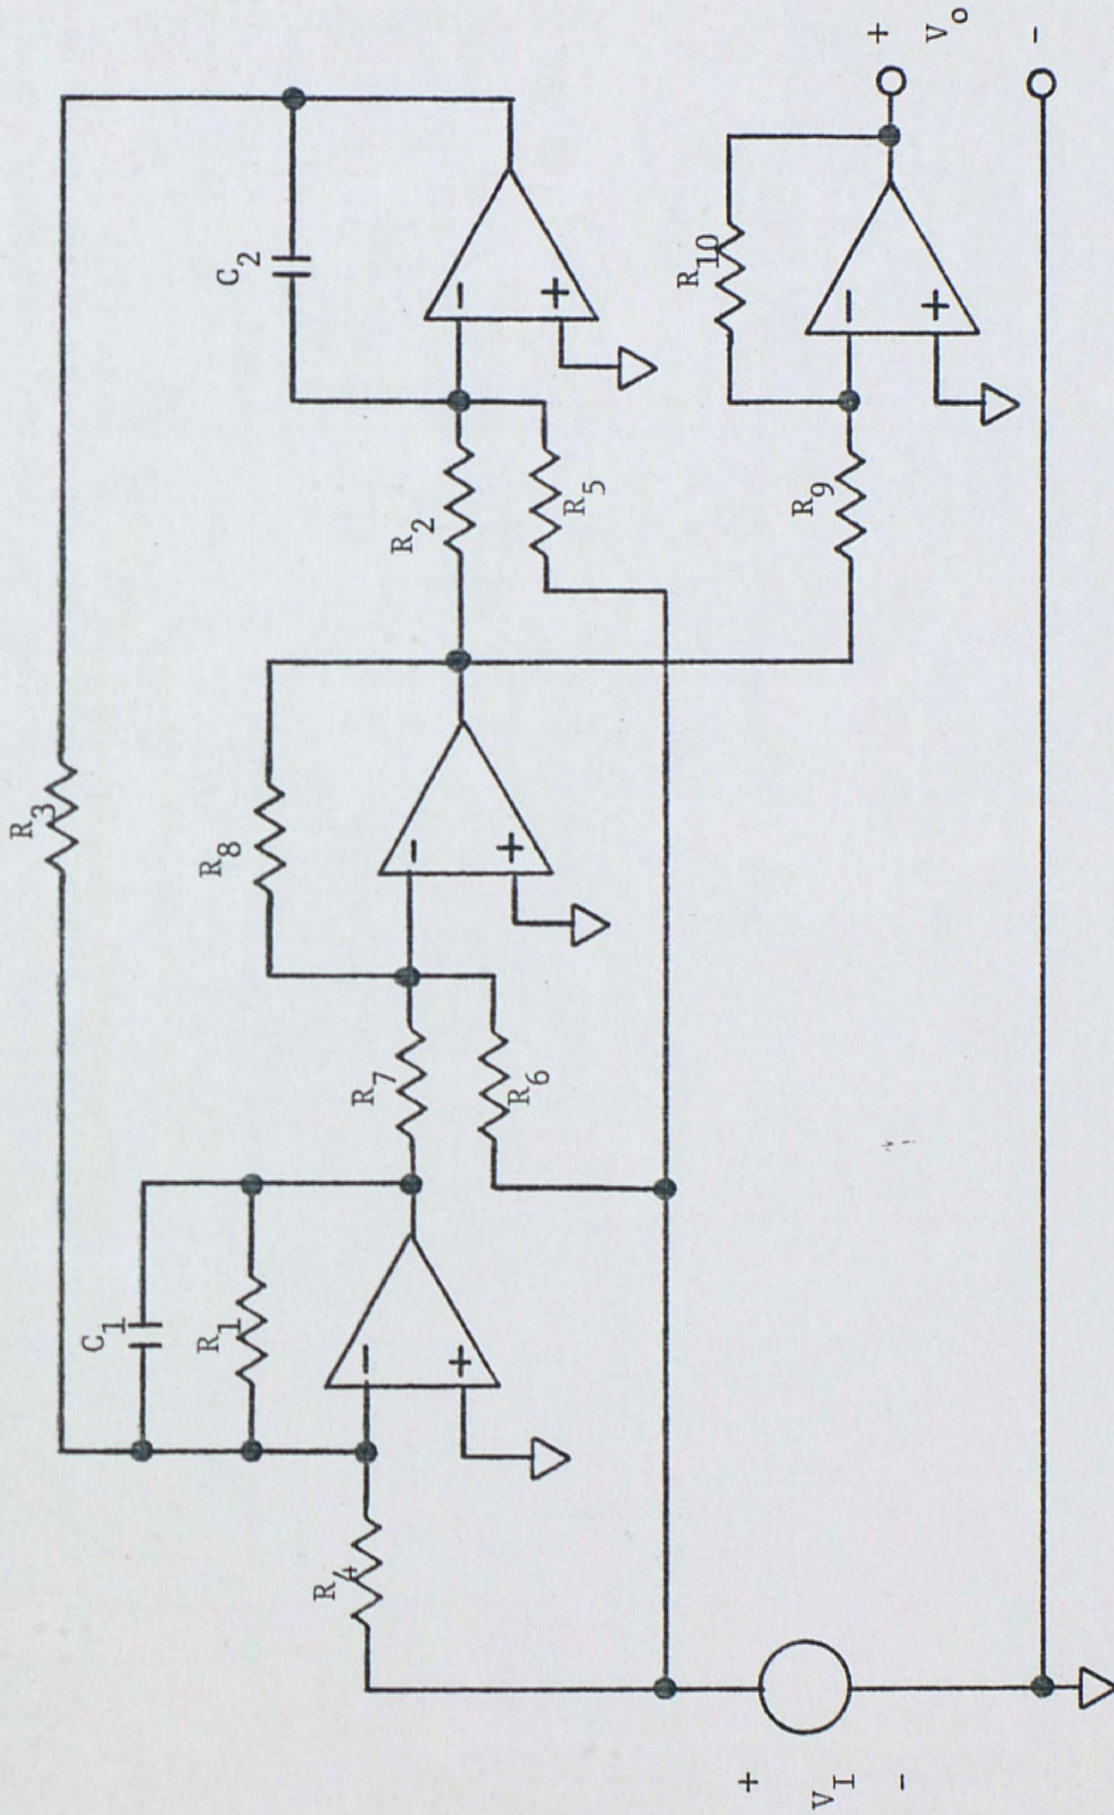 R3
C1
R1
R4
R7
R6
R8
R2
R5
C2
R9
R10
-
+
-
+
-
+
-
+
+
VI
-
+
Vo
-